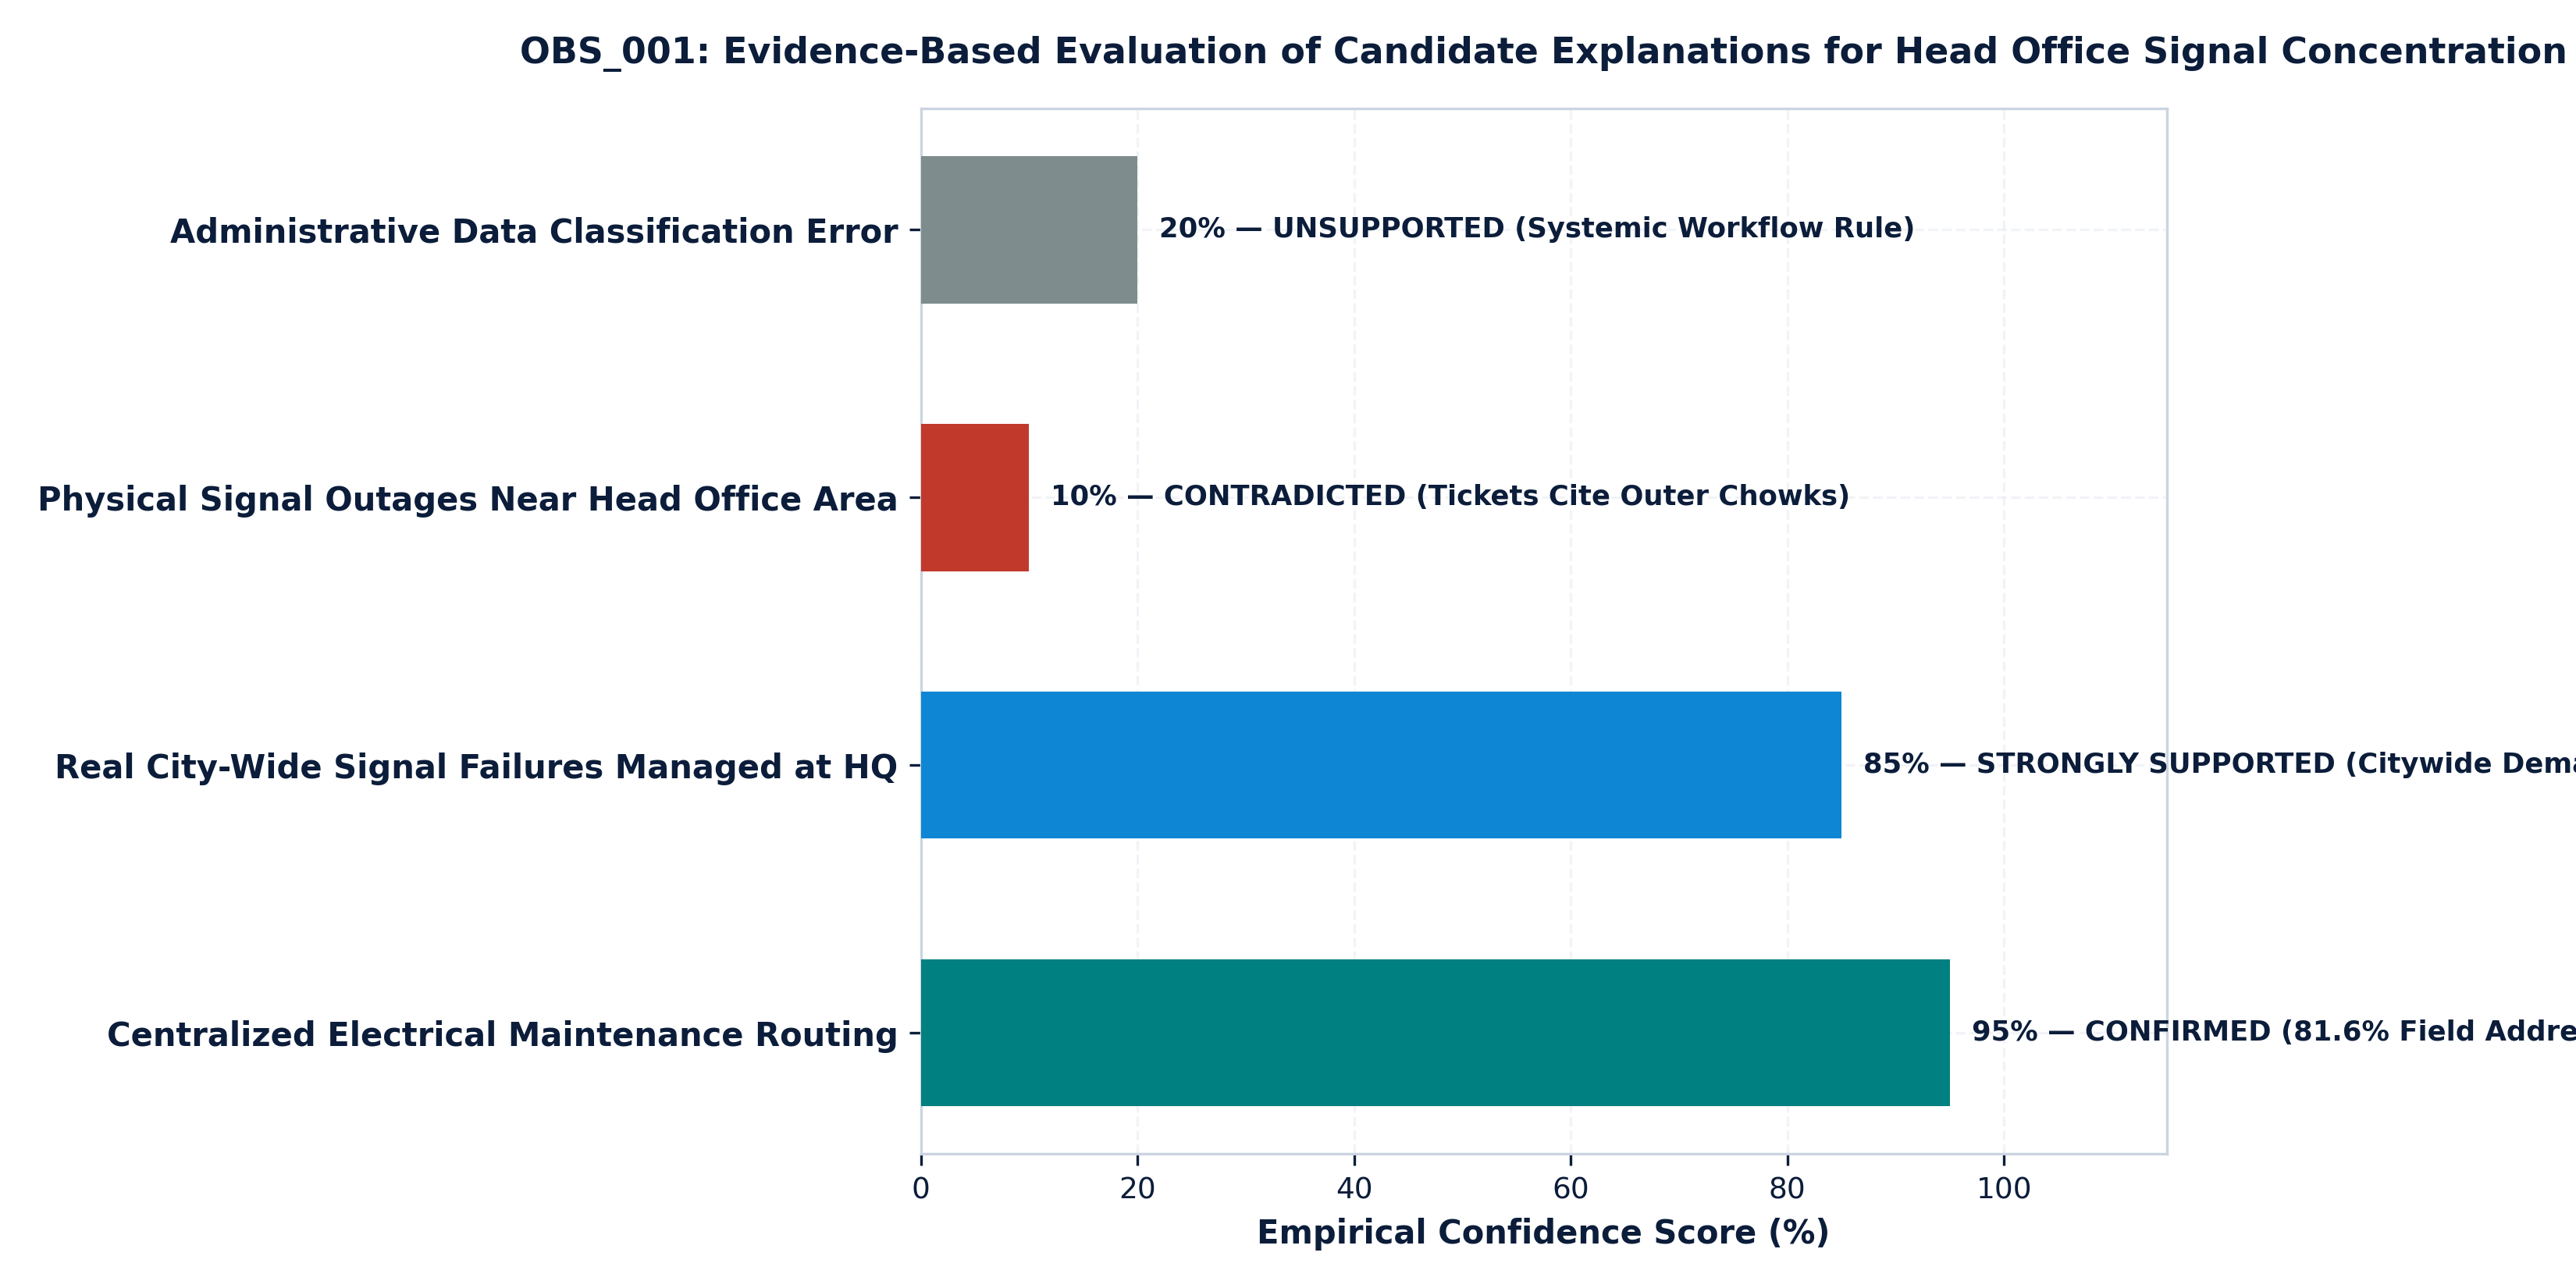 OBS_001: Evidence-Based Evaluation of Candidate Explanations for Head Office Signal Concentration
Administrative Data Classification Error
20% — UNSUPPORTED (Systemic Workflow Rule)
Physical Signal Outages Near Head Office Area
10% — CONTRADICTED (Tickets Cite Outer Chowks)
Real City-Wide Signal Failures Managed at HQ
85% — STRONGLY SUPPORTED (Citywide
Centralized Electrical Maintenance Routing
95% — CONFIRMED (81.6% Field
0 20 40 60 80 100
Empirical Confidence Score (%)